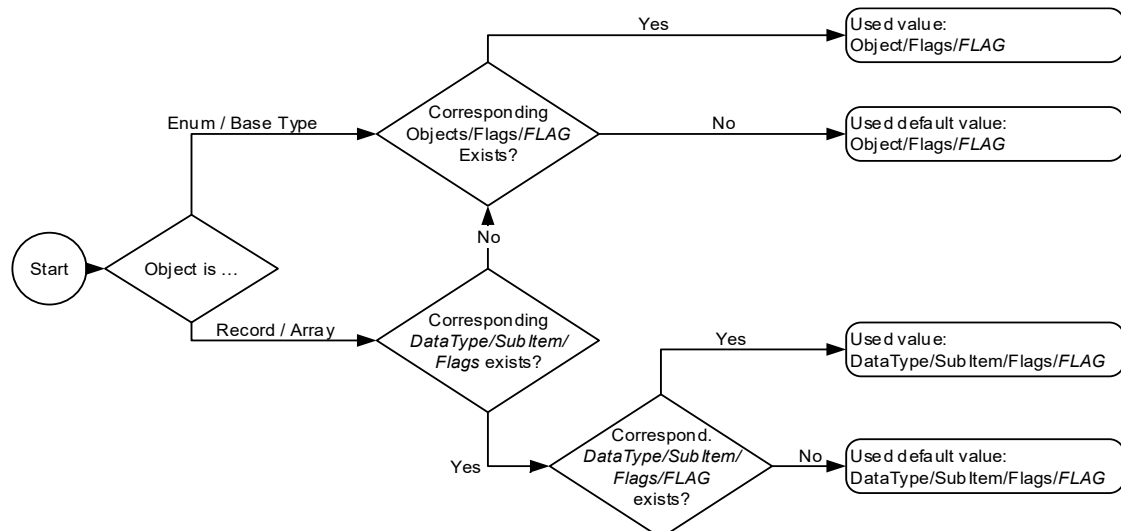 Yes
Used value:
Object/Flags/FLAG
Corresponding
Objects/Flags/FLAG
Exists?
Enum / Base Type
No
Used default value:
Object/Flags/FLAG
No
Start
Object is ...
Record / Array
Corresponding
DataType/SubItem/
Flags exists?
Yes
Used value:
DataType/SubItem/Flags/FLAG
Yes
Correspond.
DataType/SubItem/
Flags/FLAG
exists?
No
Used default value:
DataType/SubItem/Flags/FLAG